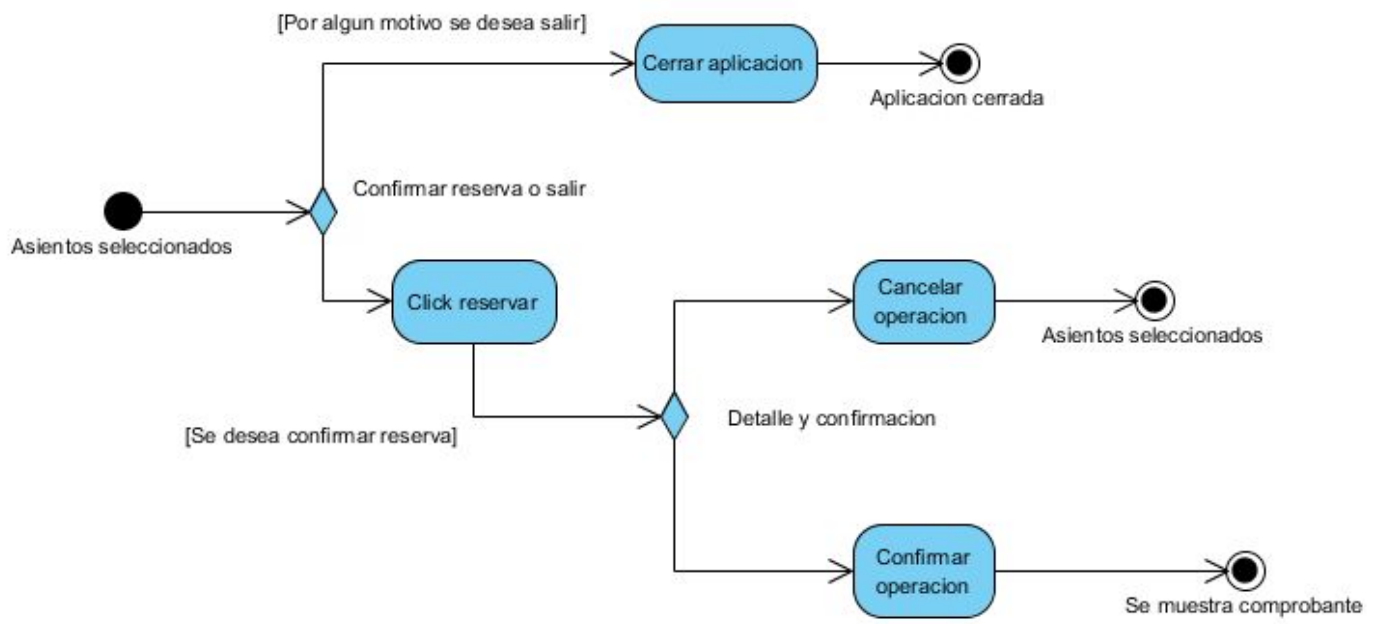 [Por algun motivo se desea salir]
Cerrar aplicacion
Aplicacion cerrada
Confirmar reserva o salir
Asientos seleccionados
Click reservar
Cancelar
operacion
Asientos seleccionados
[Se desea confirmar reserva]
Detalle y confirmacion
Confirmar
operacion
Se muestra comprobante